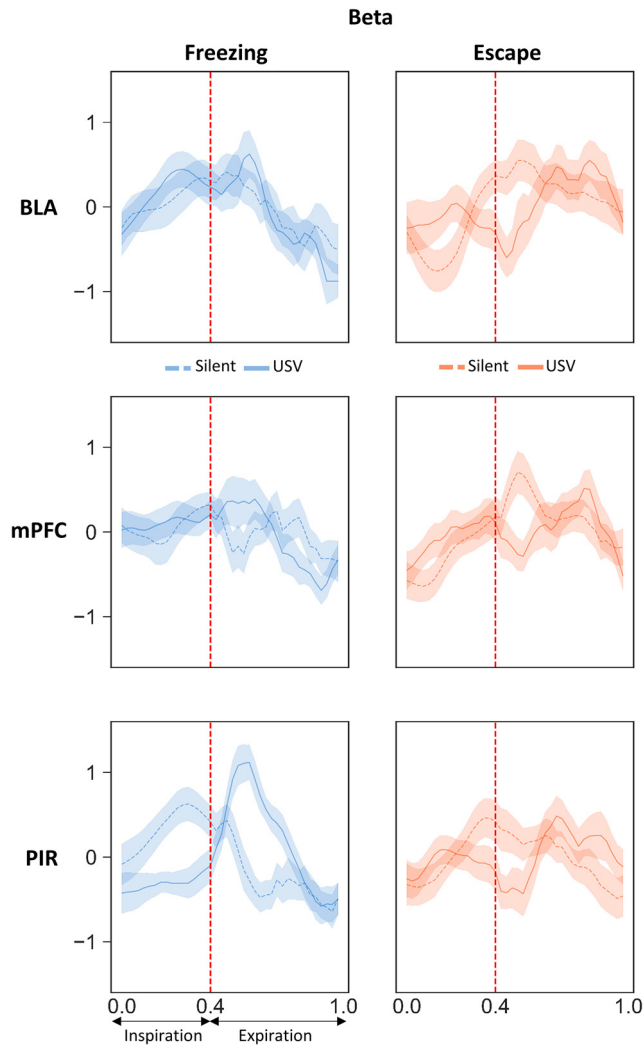 Beta
Freezing Escape
1
0
−1
BLA
Silent USV Silent USV
1
0
−1
mPFC
1
0
−1
PIR
0.0 0.4 1.0 0.0 0.4 1.0
Inspiration Expiration